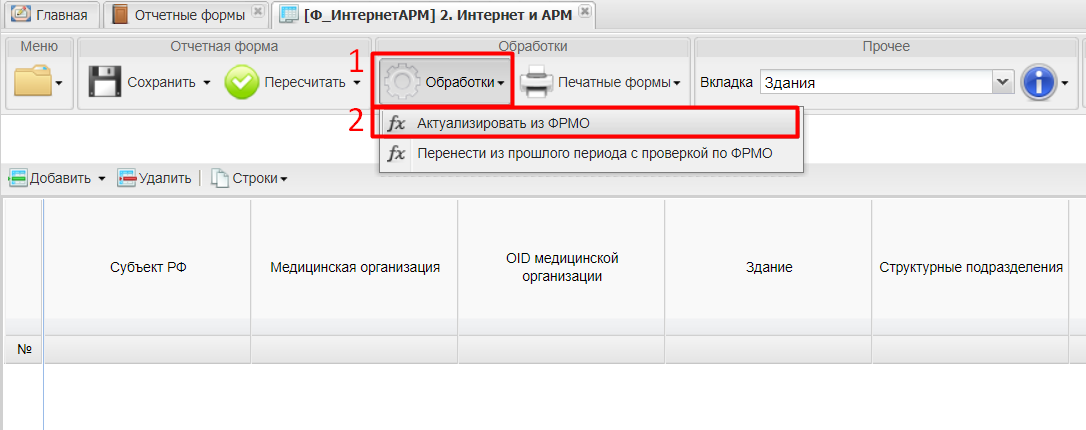 Главная
Отчетные формы
[Ф_ИнтернетАРМ] 2. Интернет и АРМ
Меню
Отчетная форма
Обработки
Прочее
Сохранить
Пересчитать
1
Обработки
Печатные формы
Вкладка
Здания
2
fx Актуализировать из ФРМО
fx Перенести из прошлого периода с проверкой по ФРМО
Добавить
Удалить
Строки
Субъект РФ
Медицинская организация
OID медицинской
организации
Здание
Структурные подразделения
№